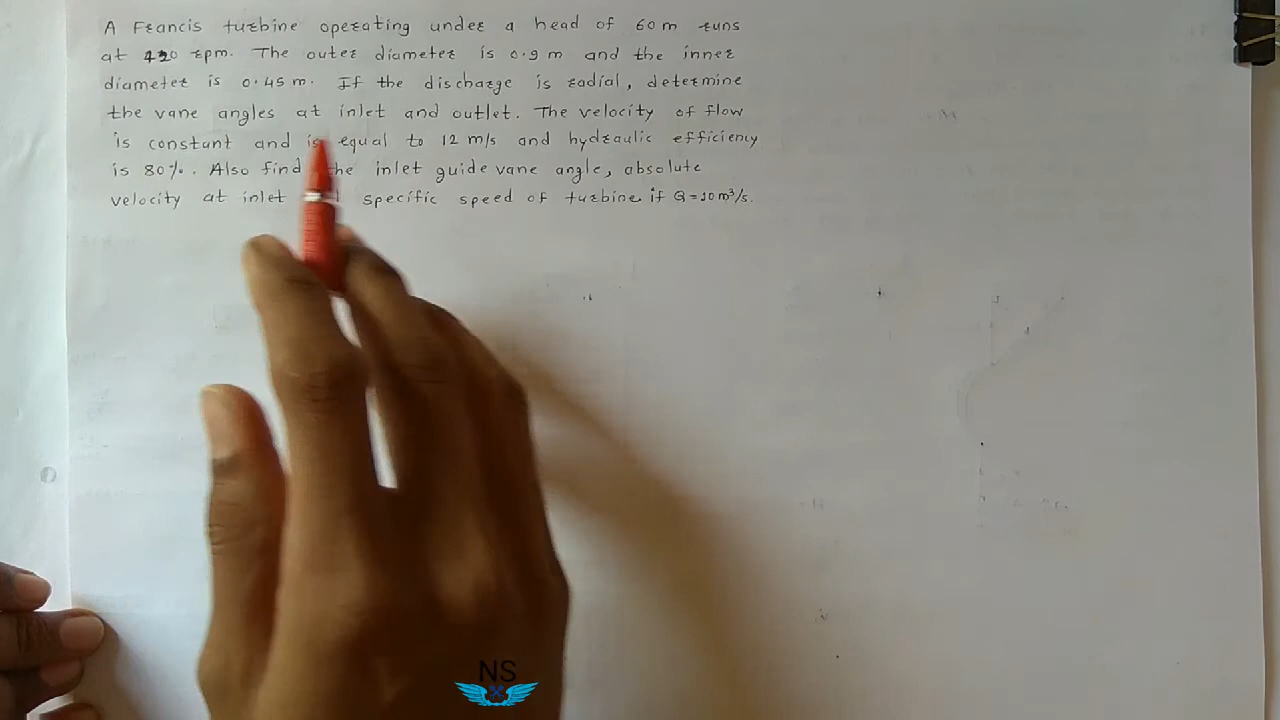 A Francis turbine operating under a head of 60 m runs
at 420 rpm. The outer diameter is 0.9 m and the inner
diameter is 0.45 m. If the discharge is radial, determine
the vane angles at inlet and outlet. The velocity of flow
is constant and is equal to 12 m/s and hydraulic efficiency
is 80%. Also find the inlet guide vane angle, absolute
velocity at inlet specific speed of turbine if Q = 10 m³/s.
NS